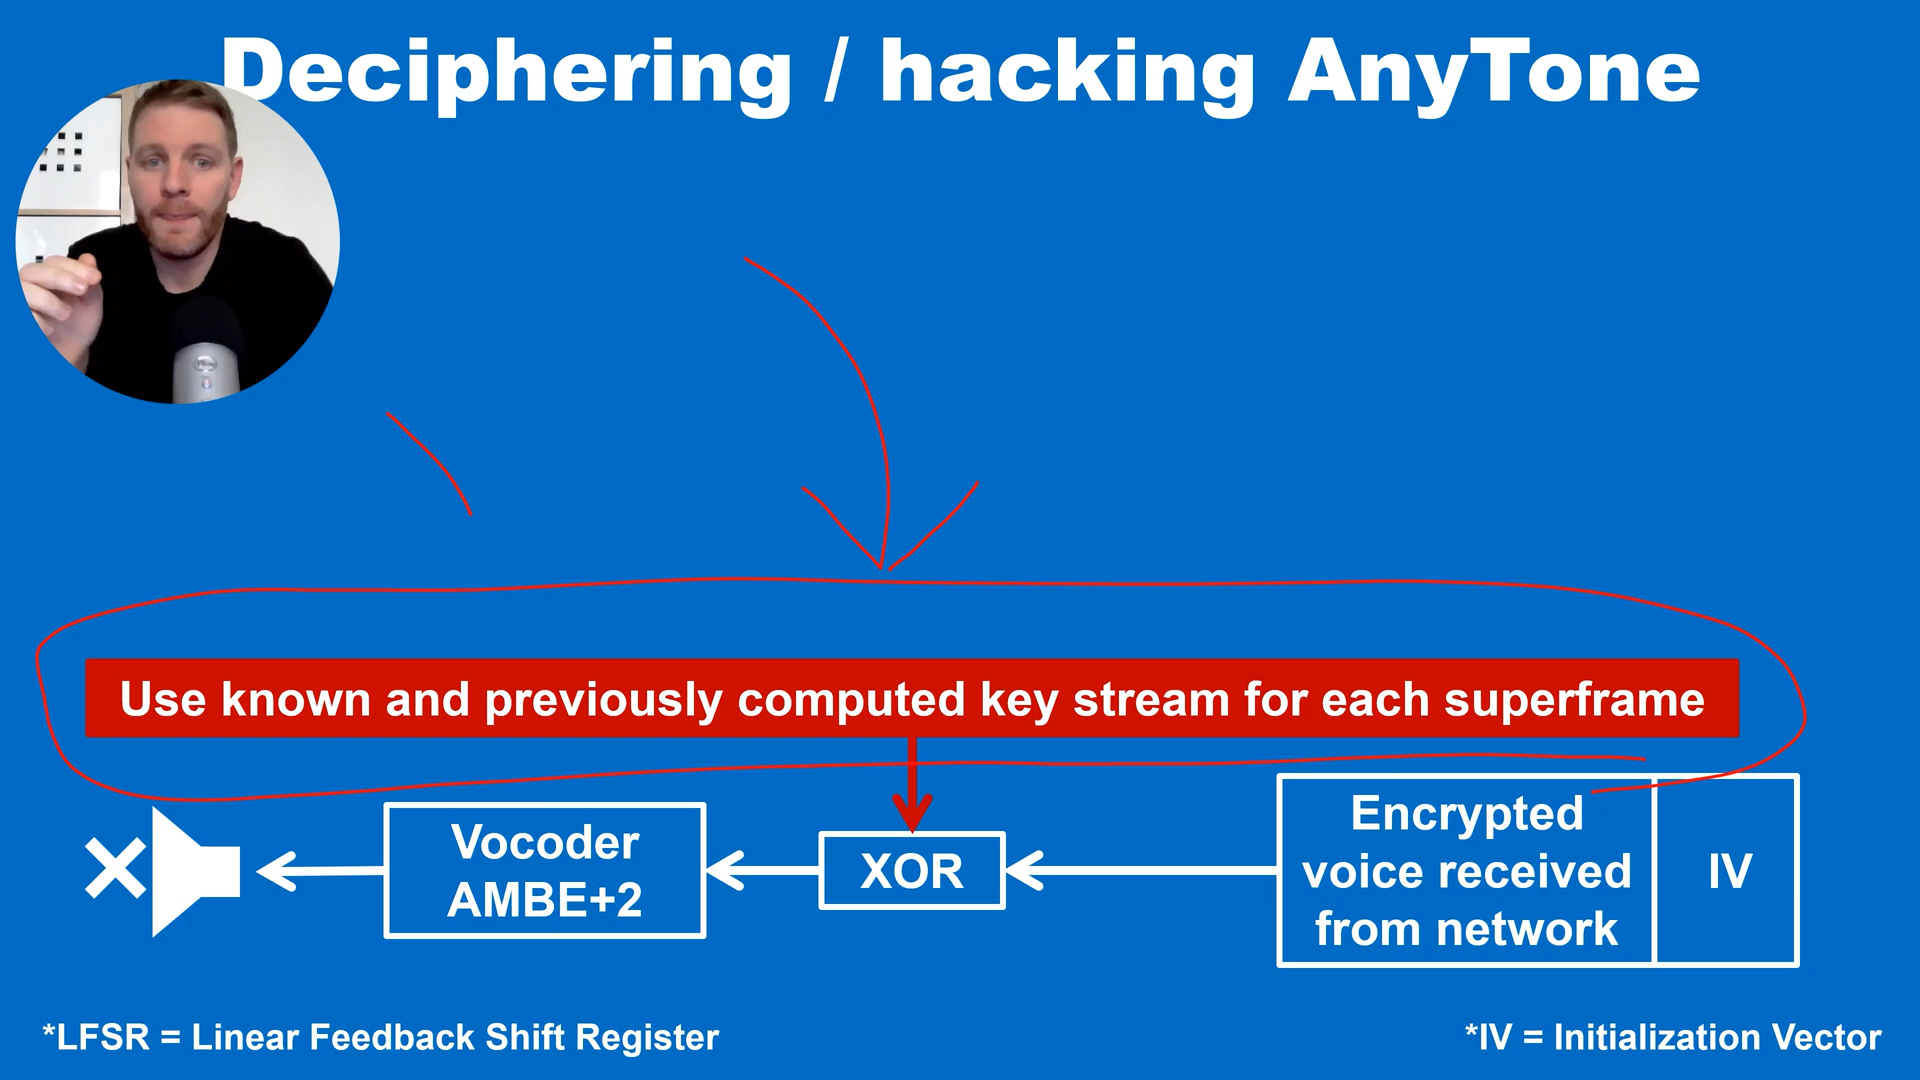 Deciphering / hacking AnyTone
Use known and previously computed key stream for each superframe
Vocoder
AMBE+2
XOR
Encrypted
voice received
from network
IV
*LFSR = Linear Feedback Shift Register
*IV = Initialization Vector